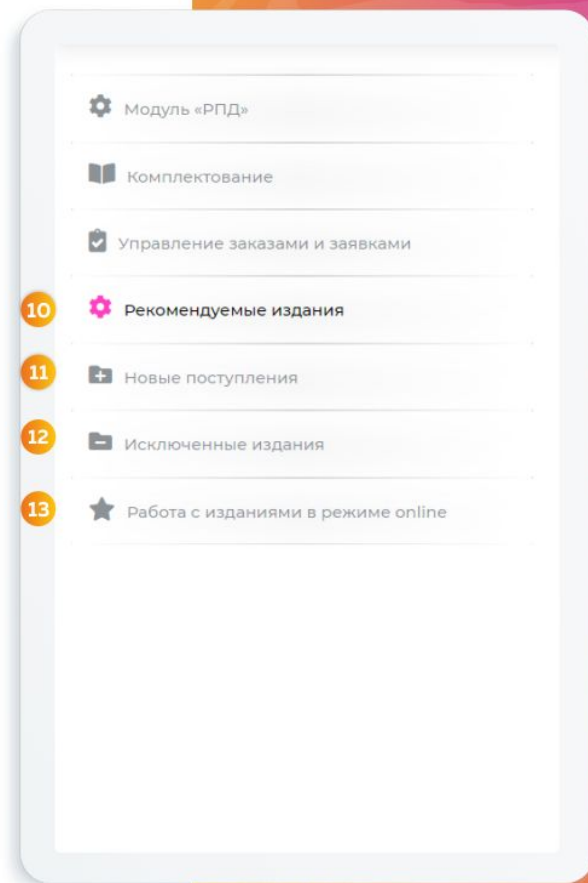 Модуль «РПД»
Комплектование
Управление заказами и заявками
10 Рекомендуемые издания
11 Новые поступления
12 Исключенные издания
13 Работа с изданиями в режиме online